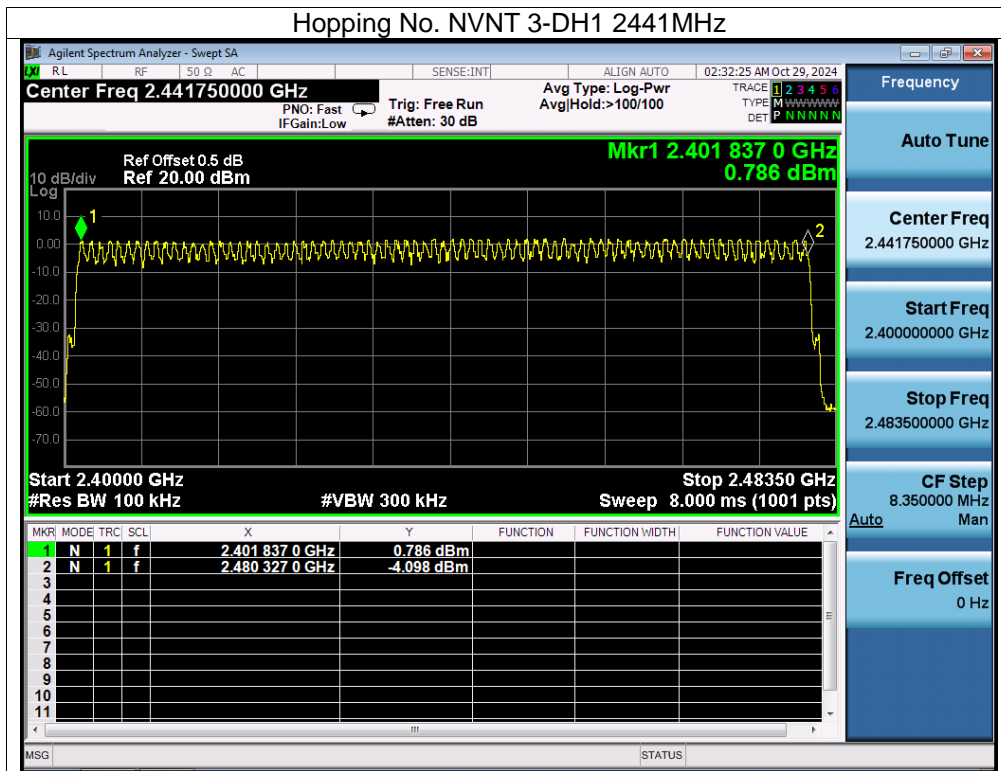 Hopping No. NVNT 3-DH1 2441MHz
Agilent Spectrum Analyzer - Swept SA
LXI RL RF 50 Ω AC SENSE:INT ALIGN AUTO 02:32:25 AM Oct 29, 2024
Center Freq 2.441750000 GHz
PNO: Fast
IFGain:Low
Trig: Free Run
#Atten: 30 dB
Avg Type: Log-Pwr
Avg|Hold:>100/100
TRACE 1 2 3 4 5 6
TYPE M WWWWW
DET P N N N N N
Frequency
Auto Tune
Center Freq
2.441750000 GHz
Start Freq
2.400000000 GHz
Stop Freq
2.483500000 GHz
CF Step
8.350000 MHz
Auto Man
Freq Offset
0 Hz
Mkr1 2.401 837 0 GHz
0.786 dBm
Ref Offset 0.5 dB
10 dB/div Ref 20.00 dBm
Log
10.0
0.00
-10.0
-20.0
-30.0
-40.0
-50.0
-60.0
-70.0
1
2
Start 2.40000 GHz Stop 2.48350 GHz
#Res BW 100 kHz #VBW 300 kHz Sweep 8.000 ms (1001 pts)
MKR MODE TRC SCL X Y FUNCTION FUNCTION WIDTH FUNCTION VALUE
1 N 1 f 2.401 837 0 GHz 0.786 dBm
2 N 1 f 2.480 327 0 GHz -4.098 dBm
3
4
5
6
7
8
9
10
11
MSG STATUS